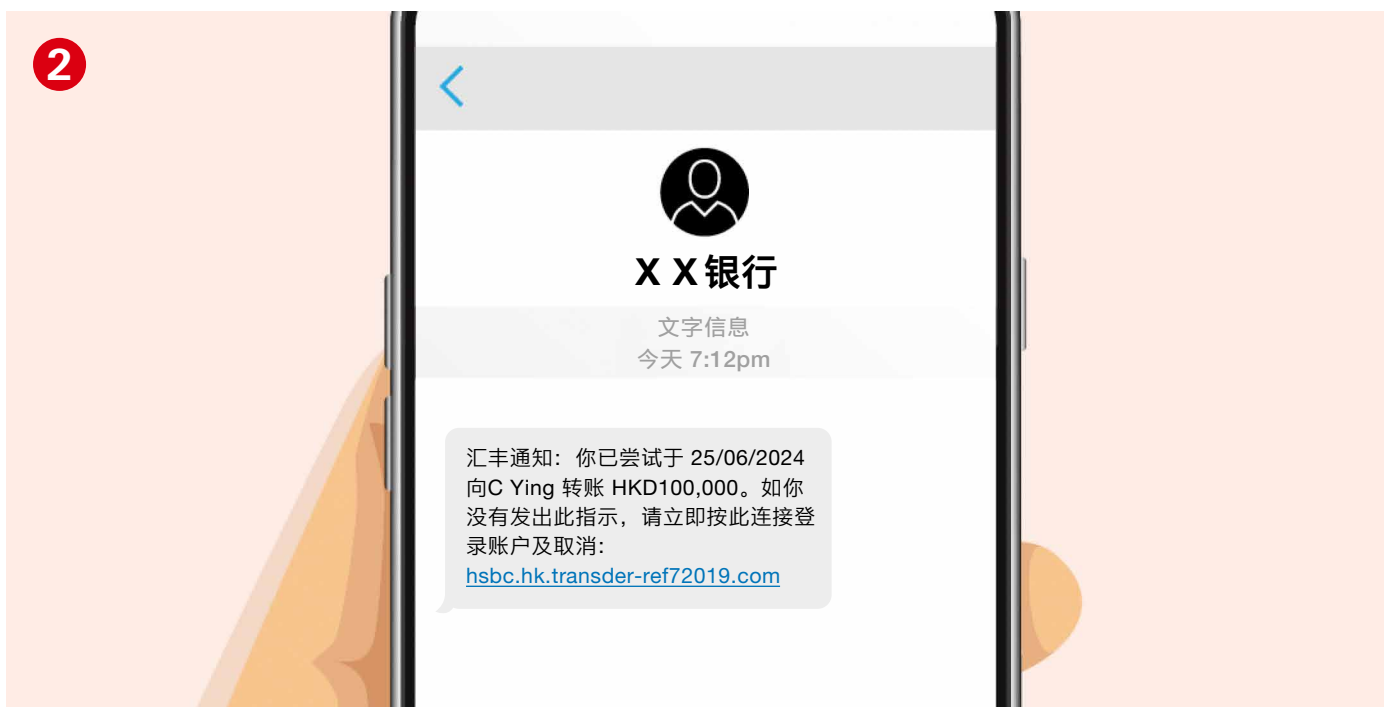 2
X X 银行
文字信息
今天 7:12pm
汇丰通知：你已尝试于 25/06/2024
向C Ying 转账 HKD100,000。如你
没有发出此指示，请立即按此连接登
录账户及取消:
hsbc.hk.transder-ref72019.com